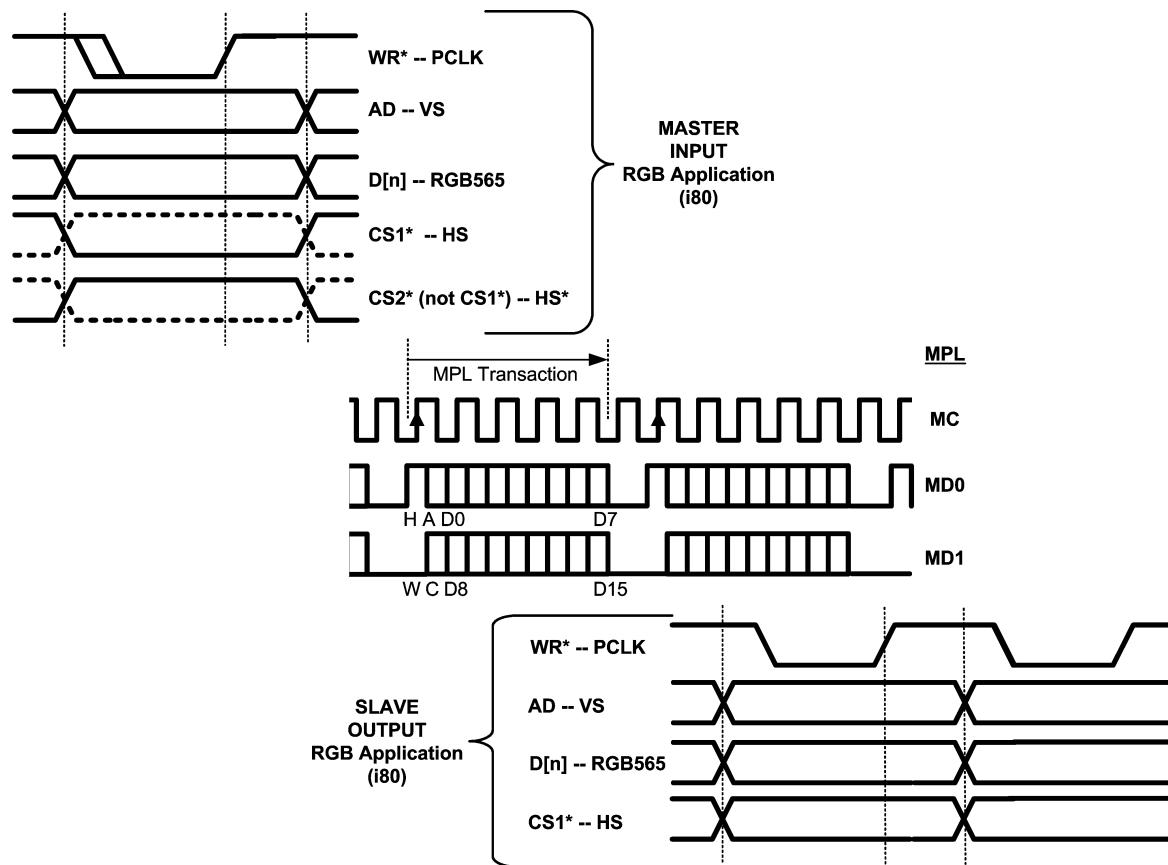 WR* -- PCLK
AD -- VS
D[n] -- RGB565
CS1* -- HS
CS2* (not CS1*) -- HS*
MASTER
INPUT
RGB Application
(i80)
MPL
MPL Transaction
MC
MD0
H A D0 D7
MD1
W C D8 D15
WR* -- PCLK
AD -- VS
D[n] -- RGB565
CS1* -- HS
SLAVE
OUTPUT
RGB Application
(i80)